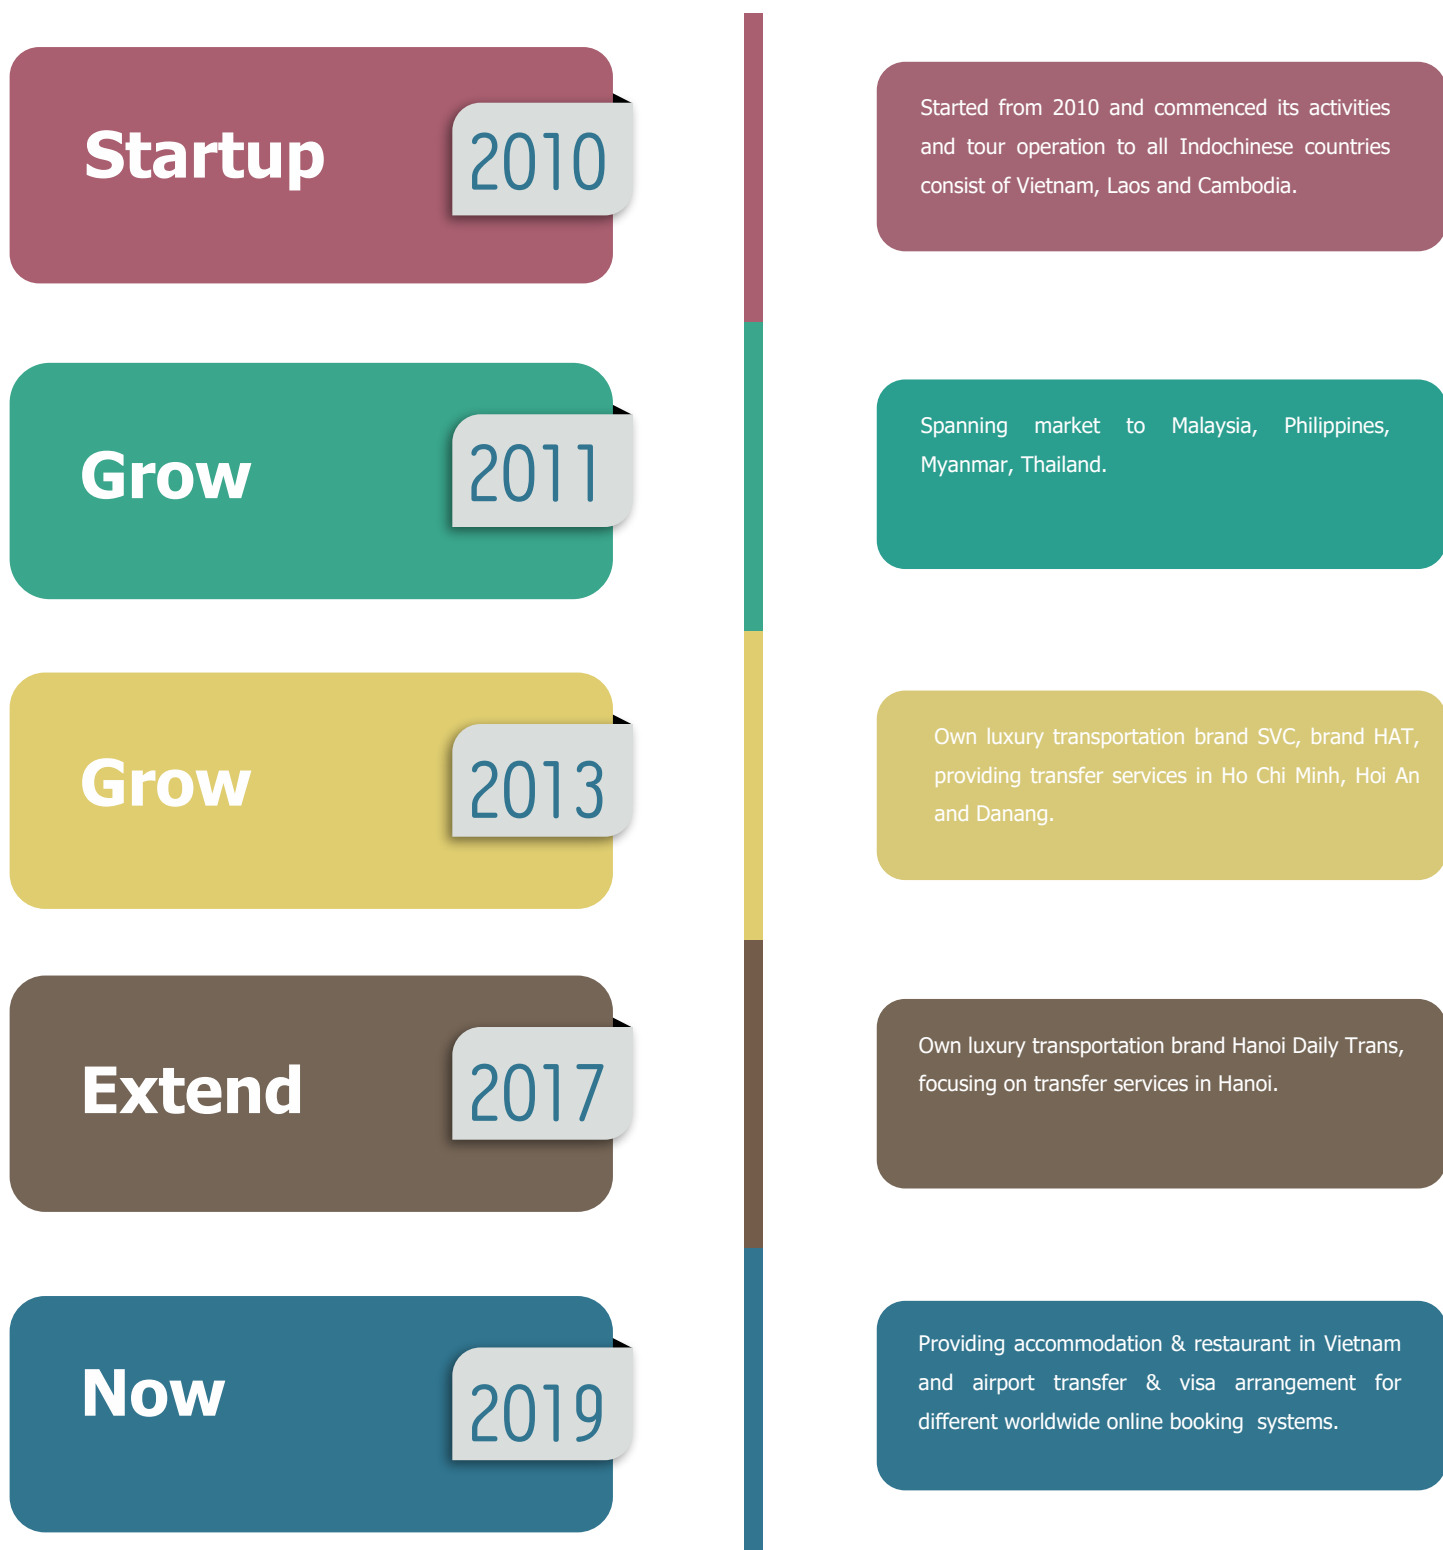 Startup
2010
Started from 2010 and commenced its activities
and tour operation to all Indochinese countries
consist of Vietnam, Laos and Cambodia.
Grow
2011
Spanning market to Malaysia, Philippines,
Myanmar, Thailand.
Grow
2013
Own luxury transportation brand SVC, brand HAT,
providing transfer services in Ho Chi Minh, Hoi An
and Danang.
Extend
2017
Own luxury transportation brand Hanoi Daily Trans,
focusing on transfer services in Hanoi.
Now
2019
Providing accommodation & restaurant in Vietnam
and airport transfer & visa arrangement for
different worldwide online booking systems.